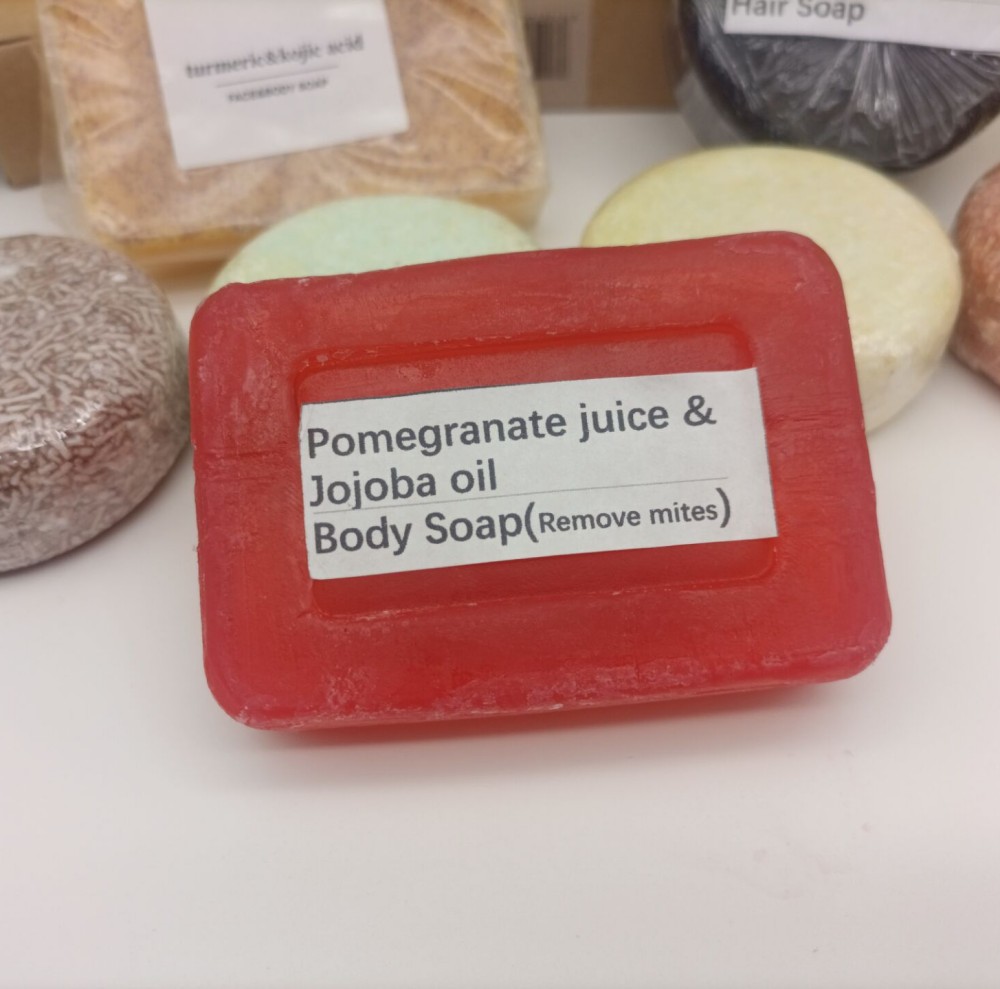 turmeric&kojic acid
FACE&BODY SOAP
Hair Soap
Pomegranate juice &
Jojoba oil
Body Soap(Remove mites)